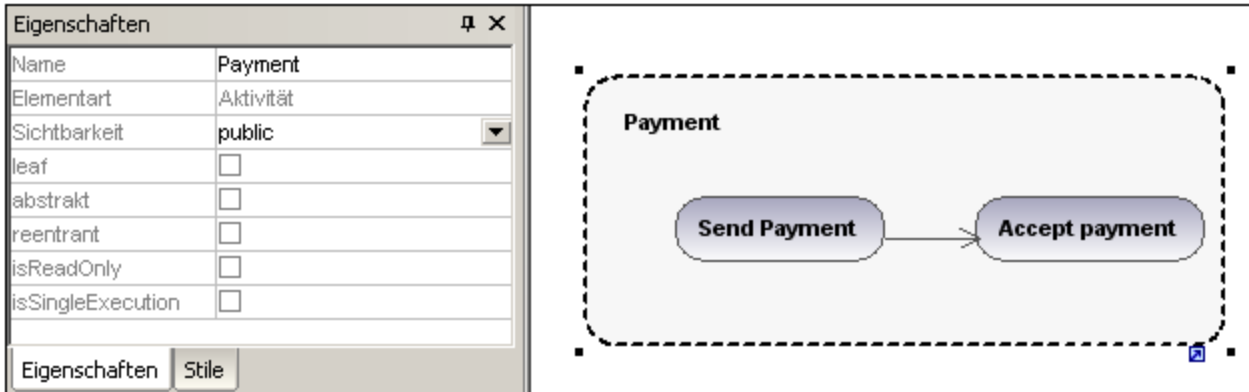 Eigenschaften
Name Payment
Elementart Aktivität
Sichtbarkeit public
leaf
abstrakt
reentrant
isReadOnly
isSingleExecution
Eigenschaften Stile
Payment
Send Payment Accept payment